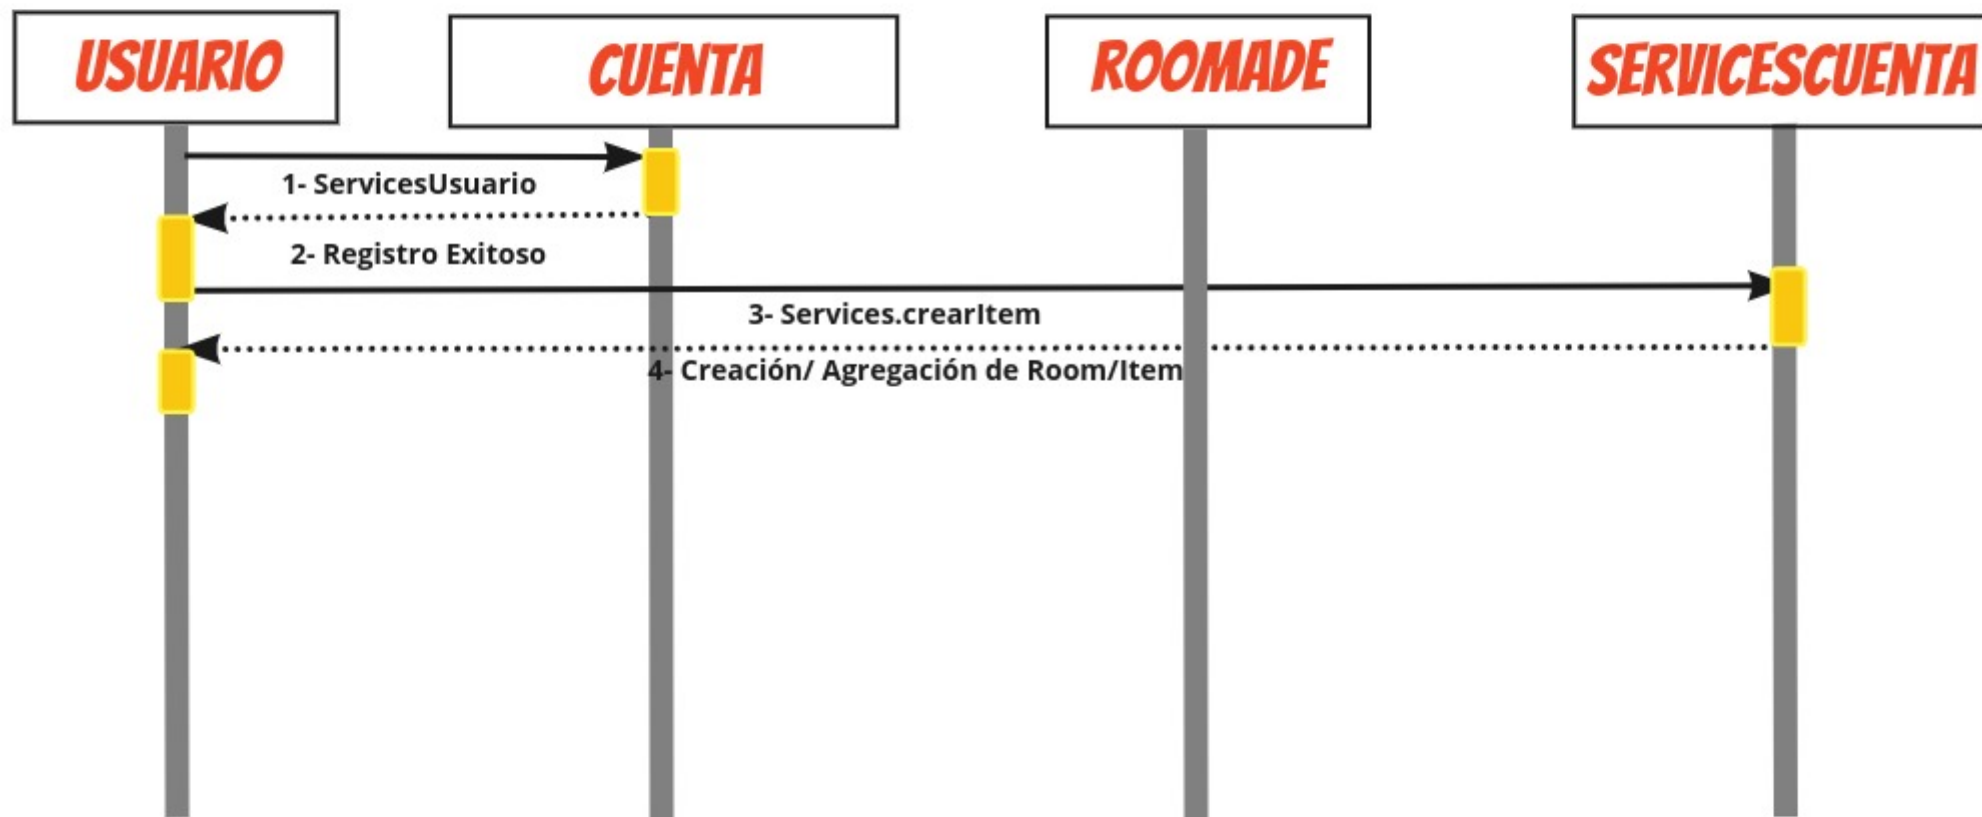 USUARIO
CUENTA
ROOMADE
SERVICESCUENTA
1- ServicesUsuario
2- Registro Exitoso
3- Services.crearItem
4- Creación/ Agregación de Room/Item